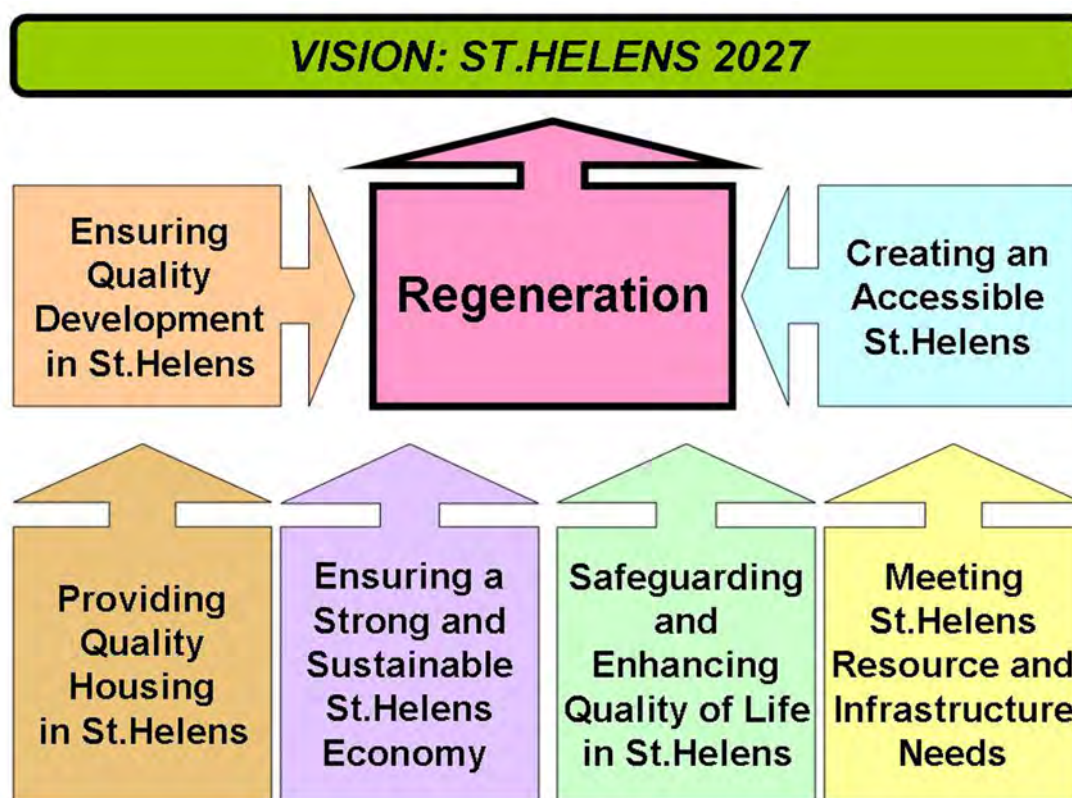 VISION: ST.HELENS 2027
Ensuring
Quality
Development
in St.Helens
Regeneration
Creating an
Accessible
St.Helens
Providing
Quality
Housing
in St.Helens
Ensuring a
Strong and
Sustainable
St.Helens
Economy
Safeguarding
and
Enhancing
Quality of Life
in St.Helens
Meeting
St.Helens
Resource and
Infrastructure
Needs